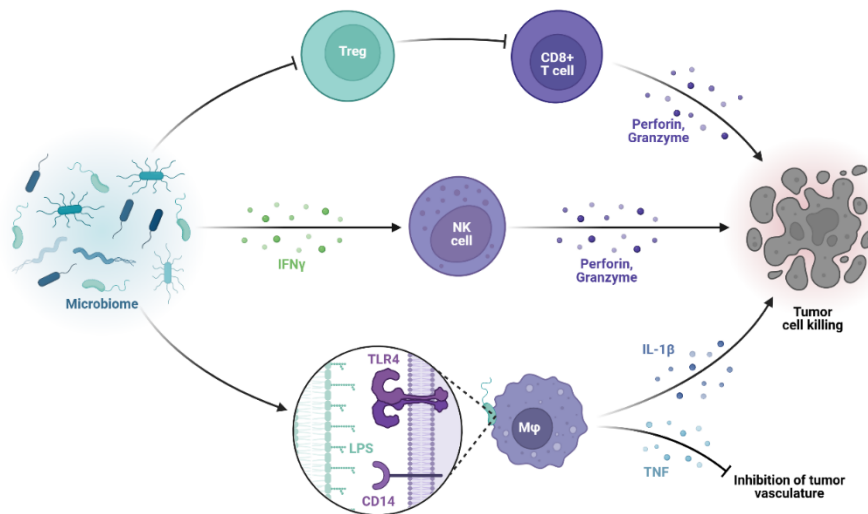 Treg
CD8+
T cell
Perforin,
Granzyme
Microbiome
IFNγ
NK
cell
Perforin,
Granzyme
Tumor
cell killing
TLR4
LPS
CD14
Mφ
IL-1β
TNF
Inhibition of tumor
vasculature